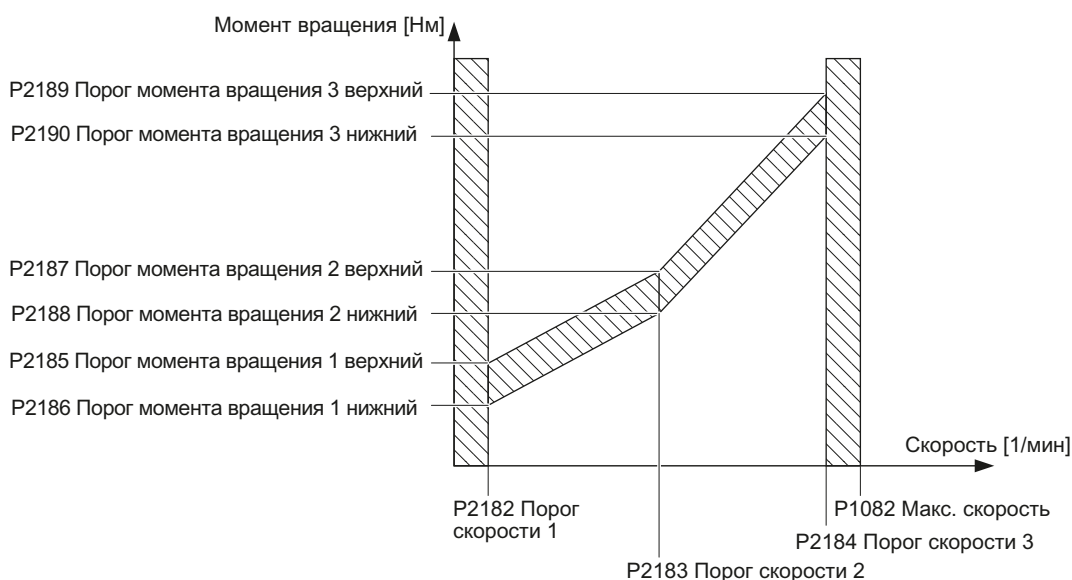 Момент вращения [Нм]
P2189 Порог момента вращения 3 верхний
P2190 Порог момента вращения 3 нижний
P2187 Порог момента вращения 2 верхний
P2188 Порог момента вращения 2 нижний
P2185 Порог момента вращения 1 верхний
P2186 Порог момента вращения 1 нижний
Скорость [1/мин]
P2182 Порог
скорости 1
P1082 Макс. скорость
P2184 Порог скорости 3
P2183 Порог скорости 2